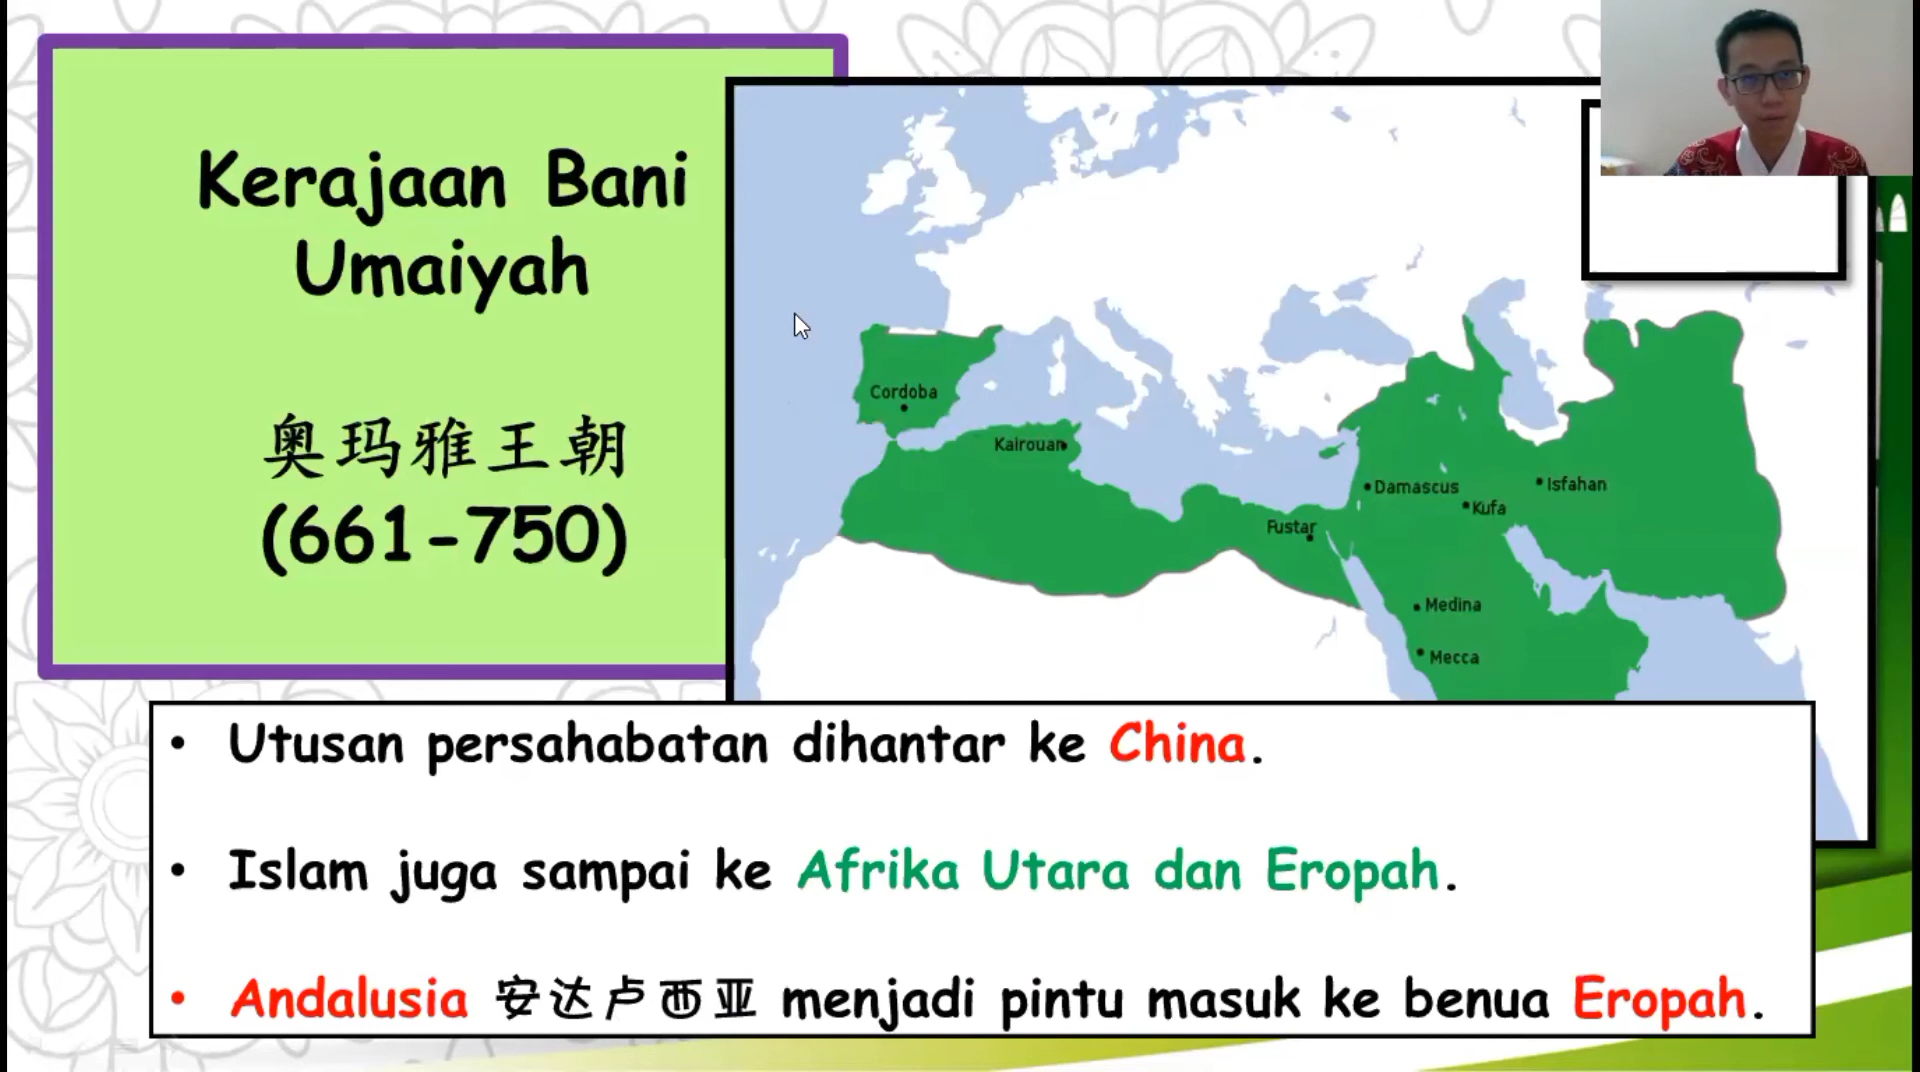 Kerajaan Bani
Umaiyah
奥玛雅王朝
(661-750)
Cordoba
Kairouan
Damascus
Isfahan
Kufa
Fustar
Medina
Mecca
• Utusan persahabatan dihantar ke China.
• Islam juga sampai ke Afrika Utara dan Eropah.
• Andalusia 安达卢西亚 menjadi pintu masuk ke benua Eropah.